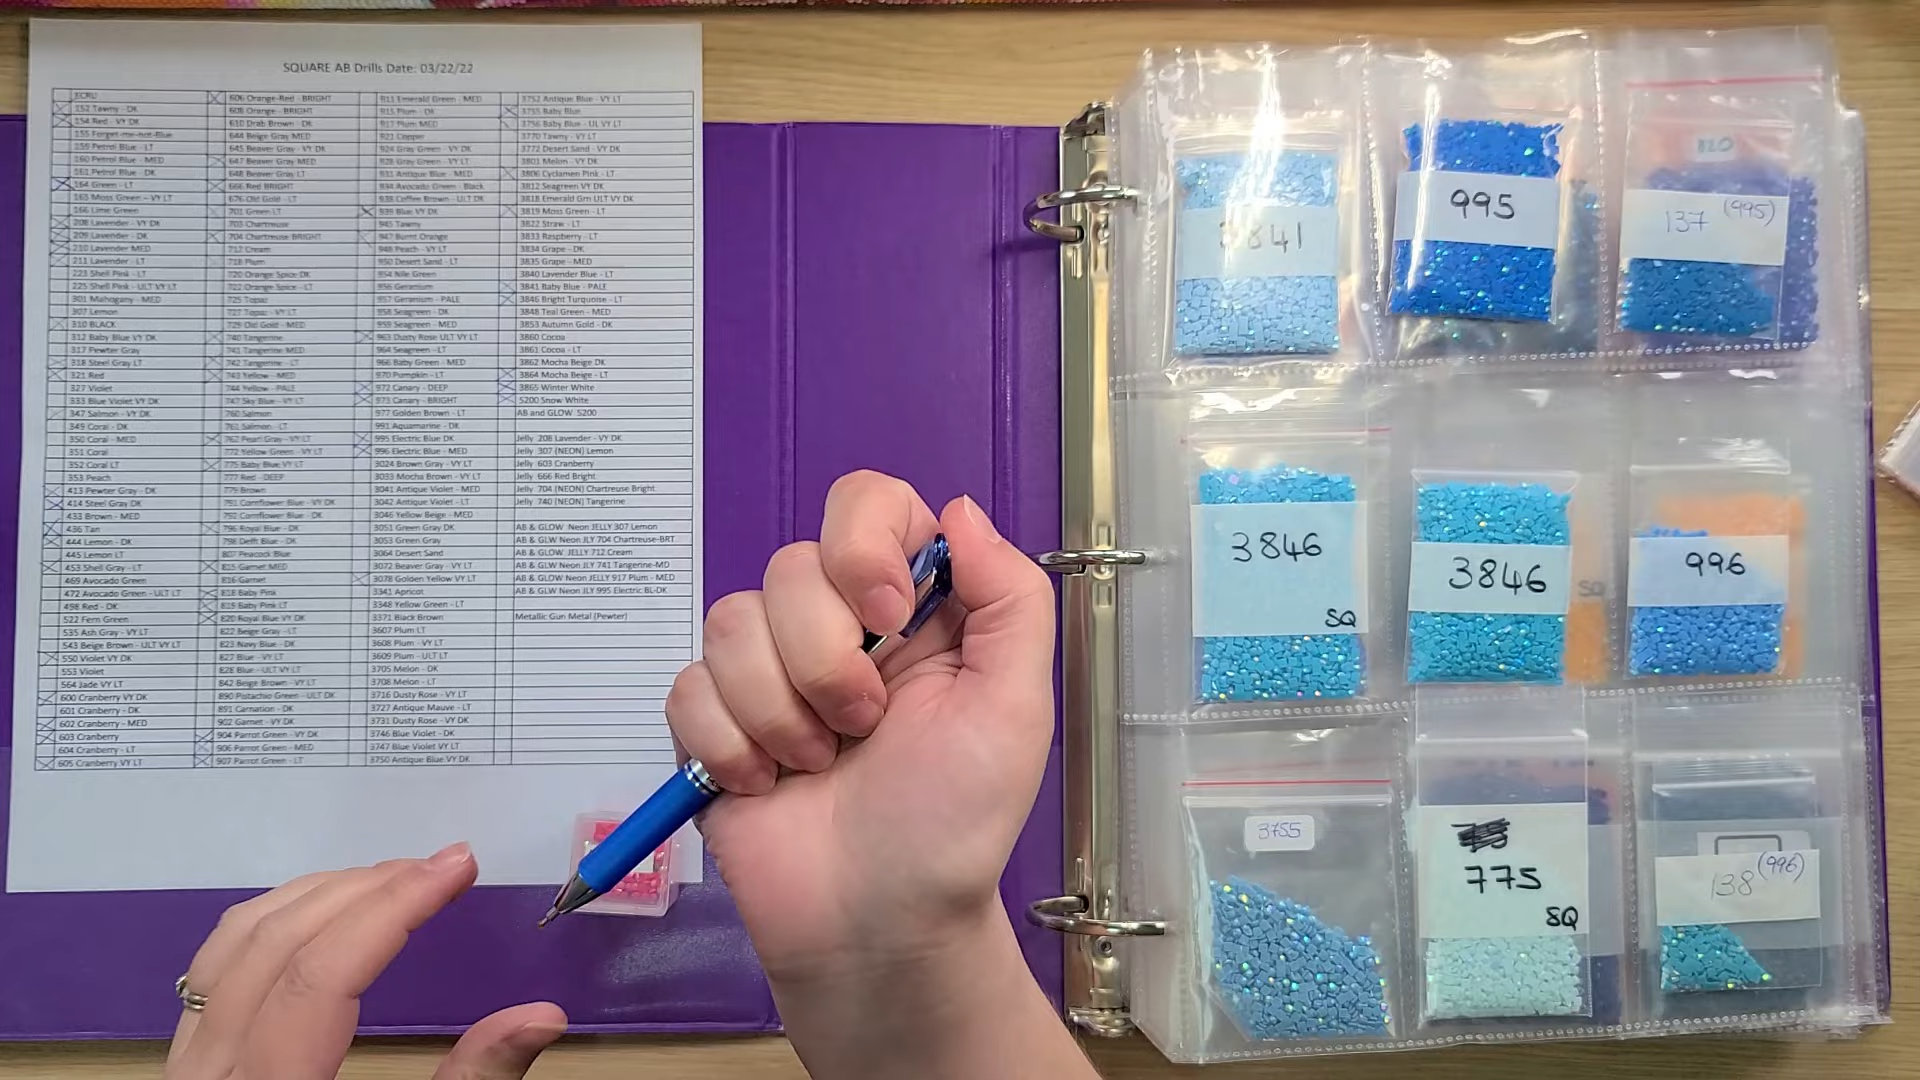 SQUARE AB Drills Date: 03/22/22
ECRU
152 Tawny - DK
154 Red - VY DK
155 Forget-me-not-Blue
159 Petrol Blue - LT
160 Petrol Blue - MED
161 Petrol Blue - DK
164 Green - LT
165 Moss Green - VY LT
166 Lime Green
208 Lavender - VY DK
209 Lavender - DK
210 Lavender MED
211 Lavender - LT
223 Shell Pink - LT
225 Shell Pink - ULT VY LT
301 Mahogany - MED
307 Lemon
310 BLACK
312 Baby Blue VY DK
317 Pewter Gray
318 Steel Gray LT
321 Red
327 Violet
333 Blue Violet VY DK
347 Salmon - VY DK
349 Coral - DK
350 Coral - MED
351 Coral
352 Coral LT
353 Peach
413 Pewter Gray - DK
414 Steel Gray DK
433 Brown - MED
436 Tan
444 Lemon - DK
445 Lemon LT
453 Shell Gray - LT
469 Avocado Green
472 Avocado Green - ULT LT
498 Red - DK
522 Fern Green
535 Ash Gray - VY LT
543 Beige Brown - ULT VY LT
550 Violet VY DK
553 Violet
564 Jade VY LT
600 Cranberry VY DK
601 Cranberry - DK
602 Cranberry - MED
603 Cranberry
604 Cranberry - LT
605 Cranberry VY LT
606 Orange-Red - BRIGHT
608 Orange - BRIGHT
610 Drab Brown - DK
644 Beige Gray MED
645 Beaver Gray - VY DK
647 Beaver Gray MED
648 Beaver Gray LT
666 Red BRIGHT
676 Old Gold - LT
701 Green LT
703 Chartreuse
704 Chartreuse BRIGHT
712 Cream
718 Plum
720 Orange Spice DK
722 Orange Spice - LT
725 Topaz
727 Topaz - VY LT
729 Old Gold - MED
740 Tangerine
741 Tangerine MED
742 Tangerine - LT
743 Yellow - MED
744 Yellow - PALE
747 Sky Blue - VY LT
760 Salmon
761 Salmon - LT
762 Pearl Gray - VY LT
772 Yellow Green - VY LT
775 Baby Blue VY LT
777 Red - DEEP
779 Brown
791 Cornflower Blue - VY DK
792 Cornflower Blue - DK
796 Royal Blue - DK
798 Delft Blue - DK
807 Peacock Blue
815 Garnet MED
816 Garnet
818 Baby Pink
819 Baby Pink LT
820 Royal Blue VY DK
822 Beige Gray - LT
823 Navy Blue - DK
827 Blue - VY LT
828 Blue - ULT VY LT
842 Beige Brown - VY LT
890 Pistachio Green - ULT DK
891 Carnation - DK
902 Garnet - VY DK
904 Parrot Green - VY DK
906 Parrot Green - MED
907 Parrot Green - LT
911 Emerald Green - MED
915 Plum - DK
917 Plum MED
921 Copper
924 Gray Green - VY DK
928 Gray Green - VY LT
931 Antique Blue - MED
934 Avocado Green - Black
938 Coffee Brown - ULT DK
939 Blue VY DK
945 Tawny
947 Burnt Orange
948 Peach - VY LT
950 Desert Sand - LT
954 Nile Green
956 Geranium
957 Geranium - PALE
958 Seagreen - DK
959 Seagreen - MED
963 Dusty Rose ULT VY LT
964 Seagreen - LT
966 Baby Green - MED
970 Pumpkin - LT
972 Canary - DEEP
973 Canary - BRIGHT
977 Golden Brown - LT
991 Aquamarine - DK
995 Electric Blue DK
996 Electric Blue - MED
3024 Brown Gray - VY LT
3033 Mocha Brown - VY LT
3041 Antique Violet - MED
3042 Antique Violet - LT
3046 Yellow Beige - MED
3051 Green Gray DK
3053 Green Gray
3064 Desert Sand
3072 Beaver Gray - VY LT
3078 Golden Yellow VY LT
3341 Apricot
3348 Yellow Green - LT
3371 Black Brown
3607 Plum LT
3608 Plum - VY LT
3609 Plum - ULT LT
3705 Melon - DK
3708 Melon - LT
3716 Dusty Rose - VY LT
3727 Antique Mauve - LT
3731 Dusty Rose - VY DK
3746 Blue Violet - DK
3747 Blue Violet VY LT
3750 Antique Blue VY DK
3752 Antique Blue - VY LT
3755 Baby Blue
3756 Baby Blue - UL VY LT
3770 Tawny - VY LT
3772 Desert Sand - VY DK
3801 Melon - VY DK
3806 Cyclamen Pink - LT
3812 Seagreen VY DK
3818 Emerald Grn ULT VY DK
3819 Moss Green - LT
3822 Straw - LT
3833 Raspberry - LT
3834 Grape - DK
3835 Grape - MED
3840 Lavender Blue - LT
3841 Baby Blue - PALE
3846 Bright Turquoise - LT
3848 Teal Green - MED
3853 Autumn Gold - DK
3860 Cocoa
3861 Cocoa - LT
3862 Mocha Beige DK
3864 Mocha Beige - LT
3865 Winter White
5200 Snow White
AB and GLOW 5200
Jelly 208 Lavender - VY DK
Jelly 307 (NEON) Lemon
Jelly 603 Cranberry
Jelly 666 Red Bright
Jelly 704 (NEON) Chartreuse Bright
Jelly 740 (NEON) Tangerine
AB & GLOW Neon JELLY 307 Lemon
AB & GLW Neon JLY 704 Chartreuse-BRT
AB & GLOW JELLY 712 Cream
AB & GLW Neon JLY 741 Tangerine-MD
AB & GLOW Neon JELLY 917 Plum - MED
AB & GLW Neon JLY 995 Electric BL-DK
Metallic Gun Metal (Pewter)
3841
995
820
137 (995)
3846
SQ
3846
SQ
996
3755
775
SQ
138 (996)